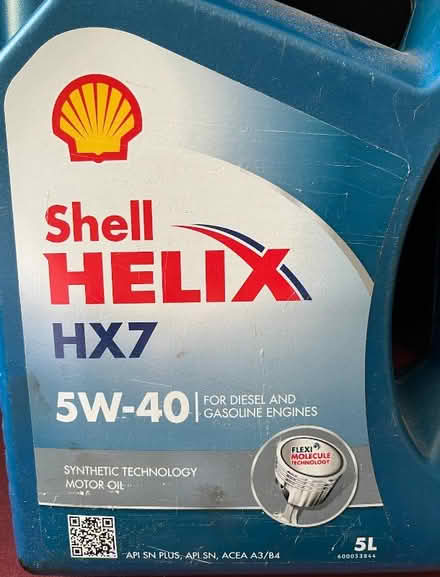 Shell
HELIX
HX7
5W-40
FOR DIESEL AND
GASOLINE ENGINES
FLEXI
MOLECULE
TECHNOLOGY
SYNTHETIC TECHNOLOGY
MOTOR OIL
API SN PLUS, API SN, ACEA A3/B4
5L
600033844